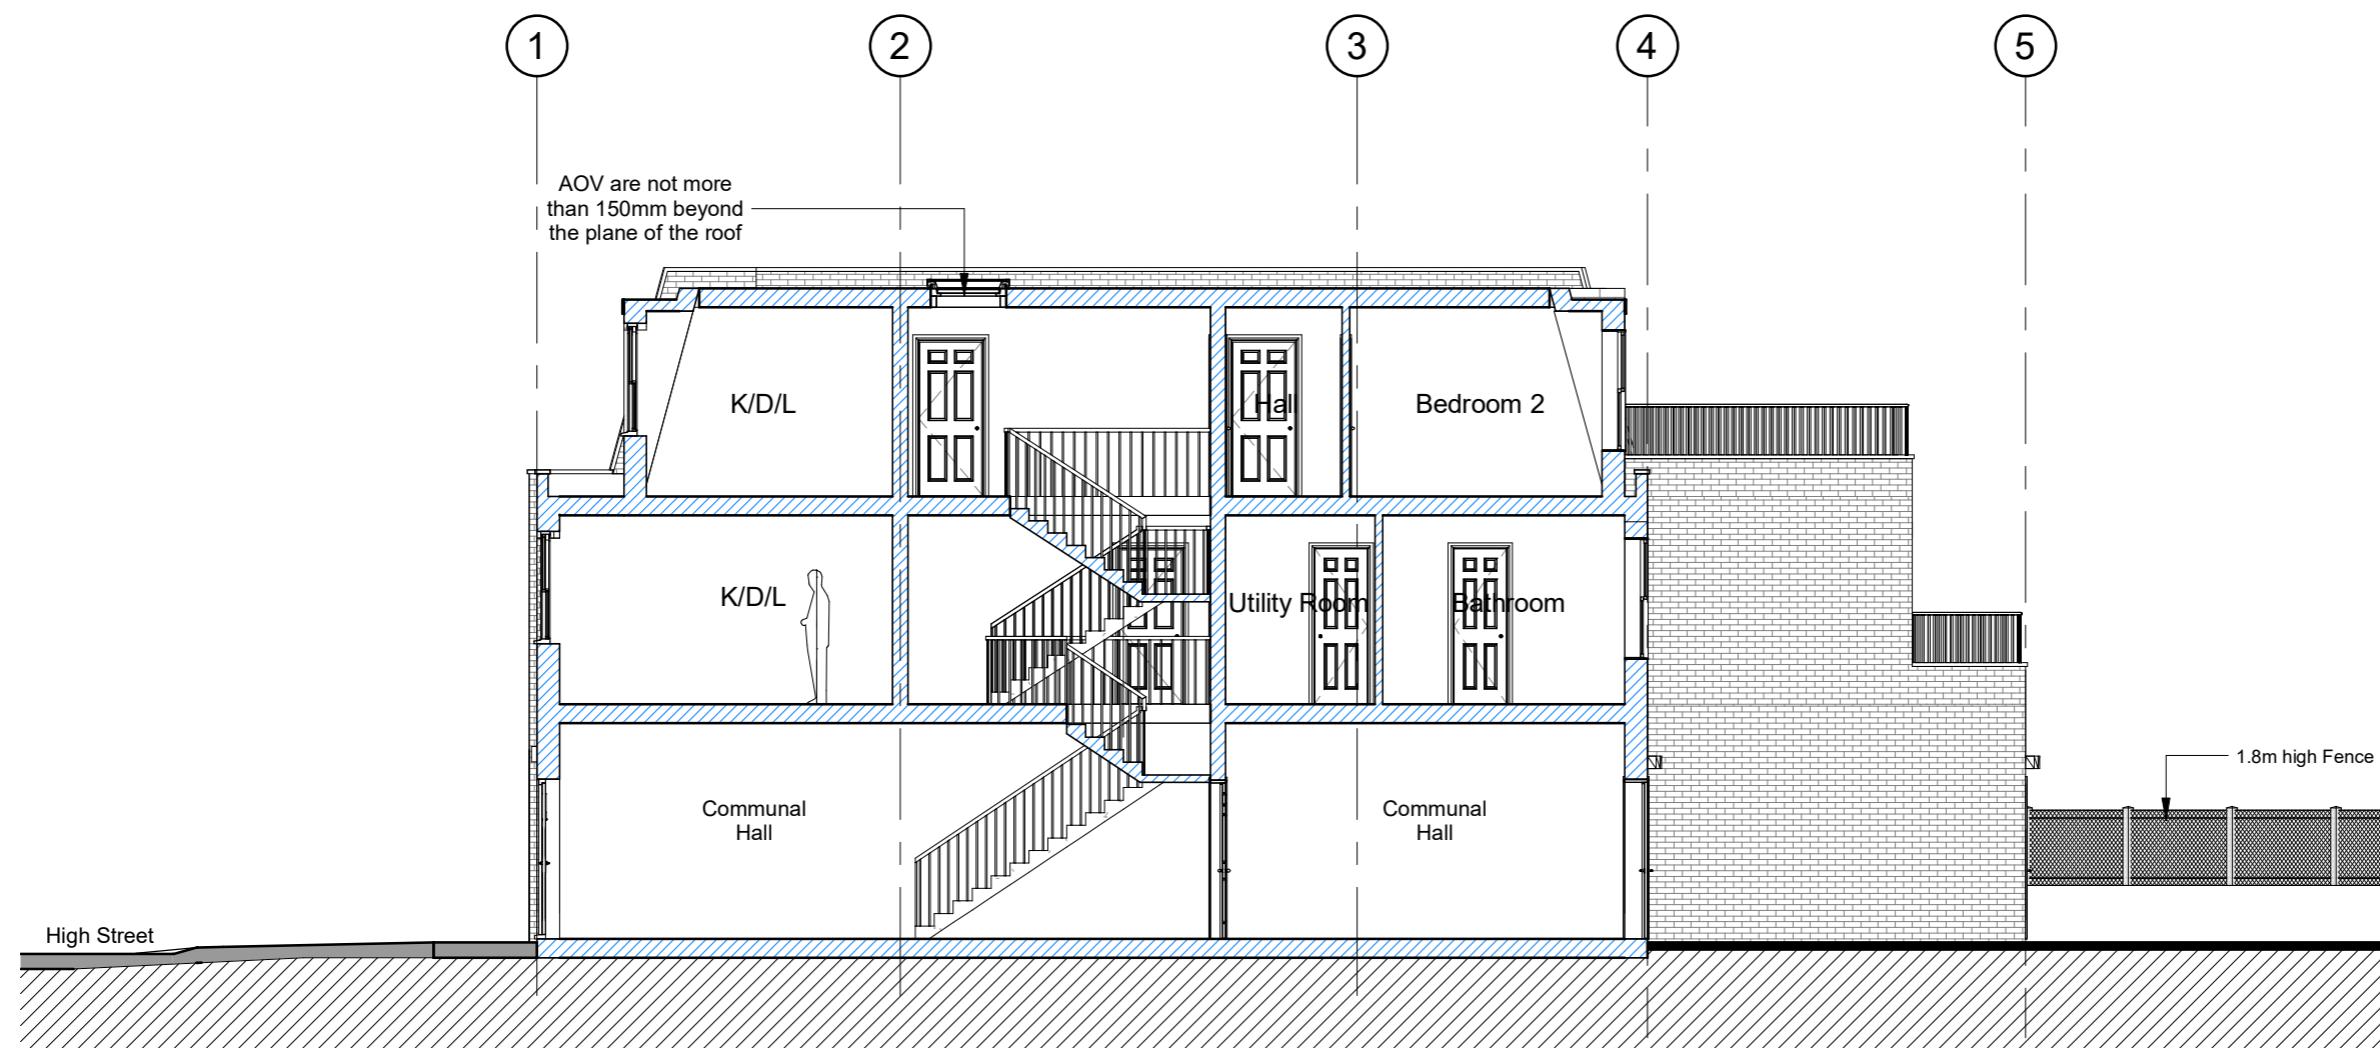 1
2
3
4
5
AOV are not more
than 150mm beyond
the plane of the roof
K/D/L
Hall
Bedroom 2
K/D/L
Utility Room
Bathroom
1.8m high Fence
Communal
Hall
Communal
Hall
High Street